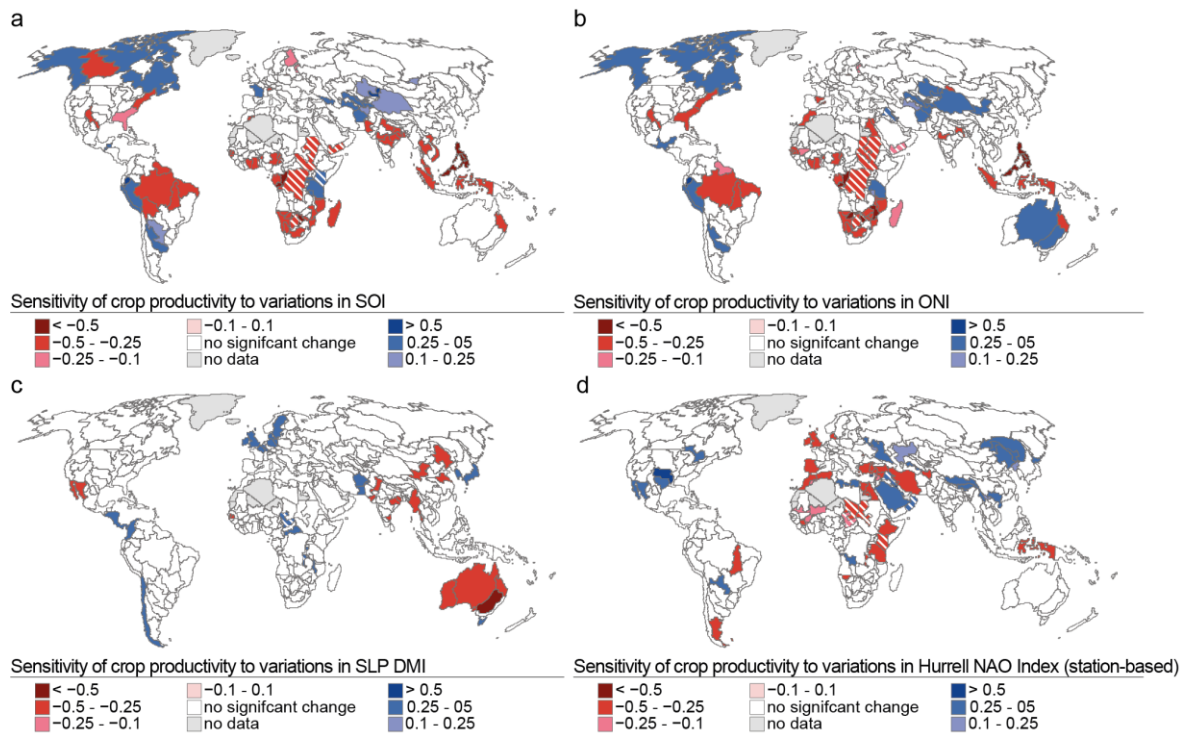 a
b
Sensitivity of crop productivity to variations in SOI
< −0.5 −0.1 - 0.1 > 0.5
−0.5 - −0.25 no signifcant change 0.25 - 05
−0.25 - −0.1 no data 0.1 - 0.25
Sensitivity of crop productivity to variations in ONI
< −0.5 −0.1 - 0.1 > 0.5
−0.5 - −0.25 no signifcant change 0.25 - 05
−0.25 - −0.1 no data 0.1 - 0.25
c
d
Sensitivity of crop productivity to variations in SLP DMI
< −0.5 −0.1 - 0.1 > 0.5
−0.5 - −0.25 no signifcant change 0.25 - 05
−0.25 - −0.1 no data 0.1 - 0.25
Sensitivity of crop productivity to variations in Hurrell NAO Index (station-based)
< −0.5 −0.1 - 0.1 > 0.5
−0.5 - −0.25 no signifcant change 0.25 - 05
−0.25 - −0.1 no data 0.1 - 0.25